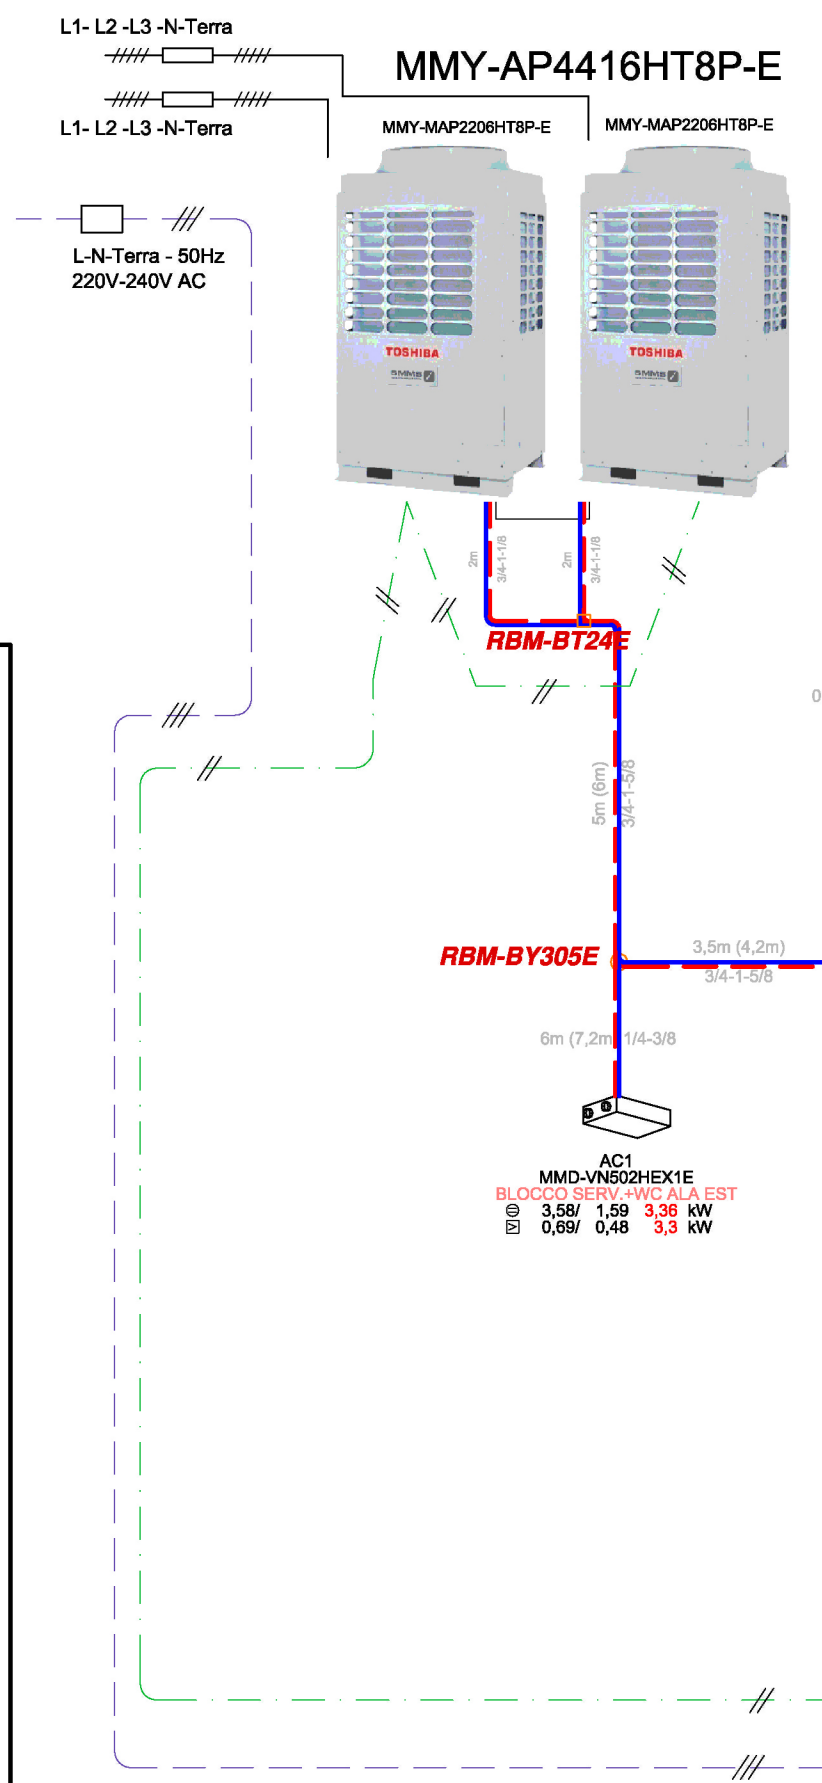 L1- L2 -L3 -N-Terra
MMY-AP4416HT8P-E
L1- L2 -L3 -N-Terra
MMY-MAP2206HT8P-E
MMY-MAP2206HT8P-E
L-N-Terra - 50Hz
220V-240V AC
TOSHIBA
SMMS
TOSHIBA
SMMS
2m
3/4-1-1/8
2m
3/4-1-1/8
RBM-BT24E
0
5m (6m)
3/4-1-5/8
RBM-BY305E
3,5m (4,2m)
3/4-1-5/8
6m (7,2m)
1/4-3/8
AC1
MMD-VN502HEX1E
BLOCCO SERV.+WC ALA EST
3,58/ 1,59 3,36 kW
0,69/ 0,48 3,3 kW